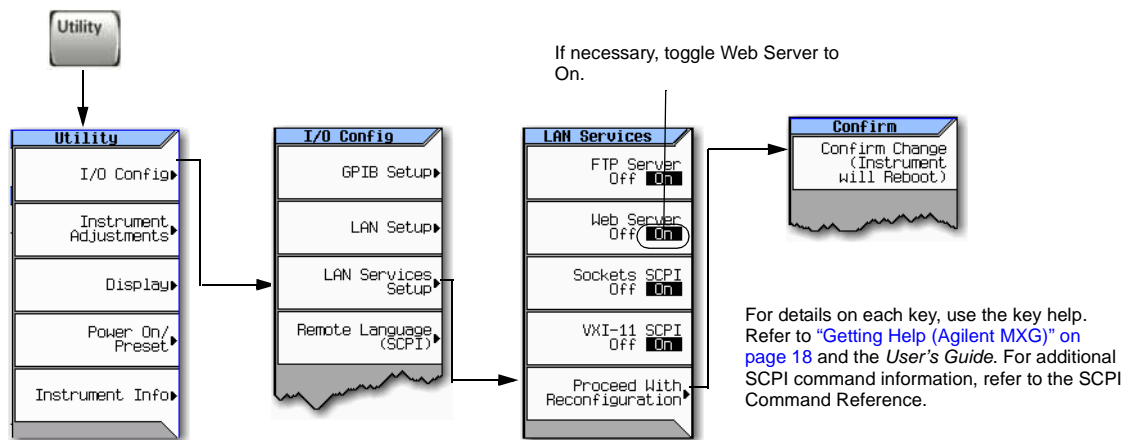 Utility
If necessary, toggle Web Server to
On.
Utility
I/O Config
Instrument
Adjustments
Display
Power On/
Preset
Instrument Info
I/O Config
GPIB Setup
LAN Setup
LAN Services
Setup
Remote Language
(SCPI)
LAN Services
FTP Server
Off On
Web Server
Off On
Sockets SCPI
Off On
VXI-11 SCPI
Off On
Proceed With
Reconfiguration
Confirm
Confirm Change
(Instrument
will Reboot)
For details on each key, use the key help.
Refer to “Getting Help (Agilent MXG)” on
page 18 and the User’s Guide. For additional
SCPI command information, refer to the SCPI
Command Reference.